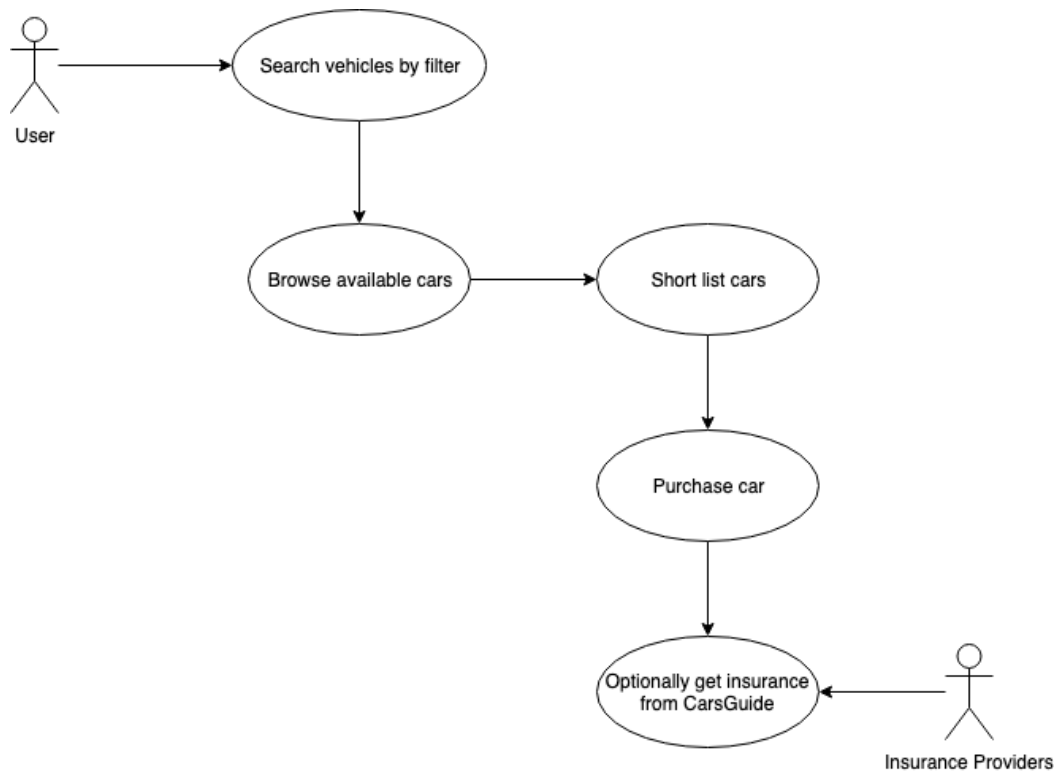 Search vehicles by filter
User
Browse available cars
Short list cars
Purchase car
Optionally get insurance
from CarsGuide
Insurance Providers